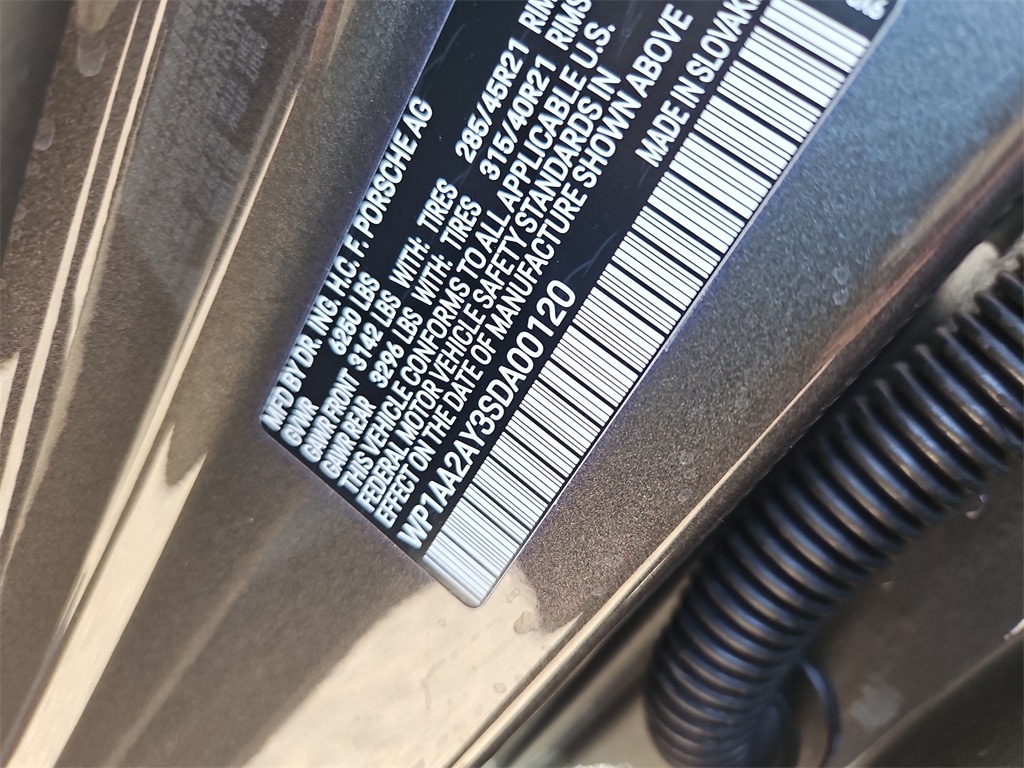 MFD BY DR. ING. H.C. F. PORSCHE AG
GVWR 6250 LBS
GAWR FRONT 3142 LBS WITH: TIRES 285/45R21 RIM
GAWR REAR 3296 LBS WITH: TIRES 315/40R21 RIMS
THIS VEHICLE CONFORMS TO ALL APPLICABLE U.S.
FEDERAL MOTOR VEHICLE SAFETY STANDARDS IN
EFFECT ON THE DATE OF MANUFACTURE SHOWN ABOVE
WP1AA2AY3SDA00120 MADE IN SLOVAK